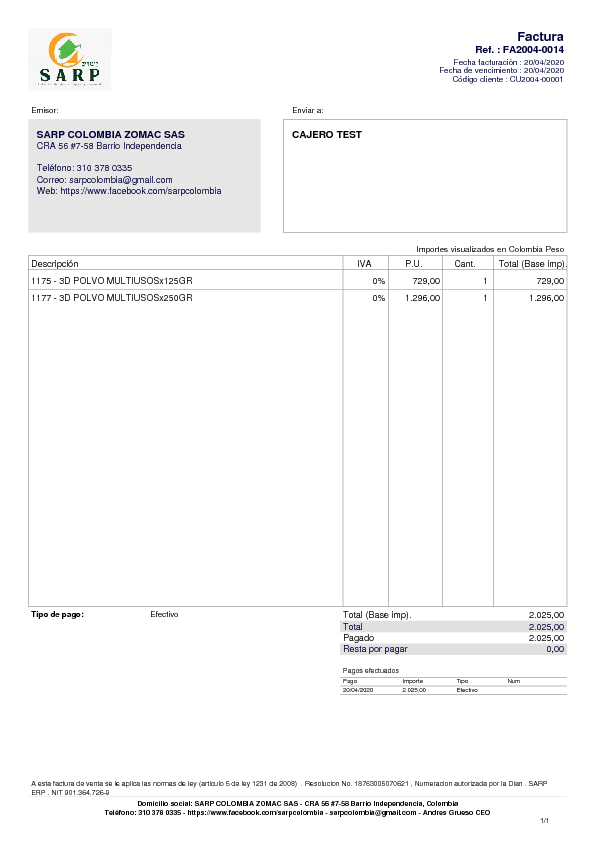 SARP
Factura
Ref. : FA2004-0014
Fecha facturación : 20/04/2020
Fecha de vencimiento : 20/04/2020
Código cliente : CU2004-00001
Emisor:
SARP COLOMBIA ZOMAC SAS
CRA 56 #7-58 Barrio Independencia
Teléfono: 310 378 0335
Correo: sarpcolombia@gmail.com
Web: https://www.facebook.com/sarpcolombia
Enviar a:
CAJERO TEST
Importes visualizados en Colombia Peso
Descripción IVA P.U. Cant. Total (Base imp).
1175 - 3D POLVO MULTIUSOSx125GR 0% 729,00 1 729,00
1177 - 3D POLVO MULTIUSOSx250GR 0% 1.296,00 1 1.296,00
Tipo de pago: Efectivo
Total (Base imp). 2.025,00
Total 2.025,00
Pagado 2.025,00
Resta por pagar 0,00
Pagos efectuados
Pago Importe Tipo Num
20/04/2020 2.025,00 Efectivo
A esta factura de venta se le aplica las normas de ley (articulo 5 de ley 1231 de 2008) . Resolucion No. 18763005070621 , Numeracion autorizada por la Dian . SARP
ERP . NIT 901.364.726-9
Domicilio social: SARP COLOMBIA ZOMAC SAS - CRA 56 #7-58 Barrio Independencia, Colombia
Teléfono: 310 378 0335 - https://www.facebook.com/sarpcolombia - sarpcolombia@gmail.com - Andres Grueso CEO
1/1